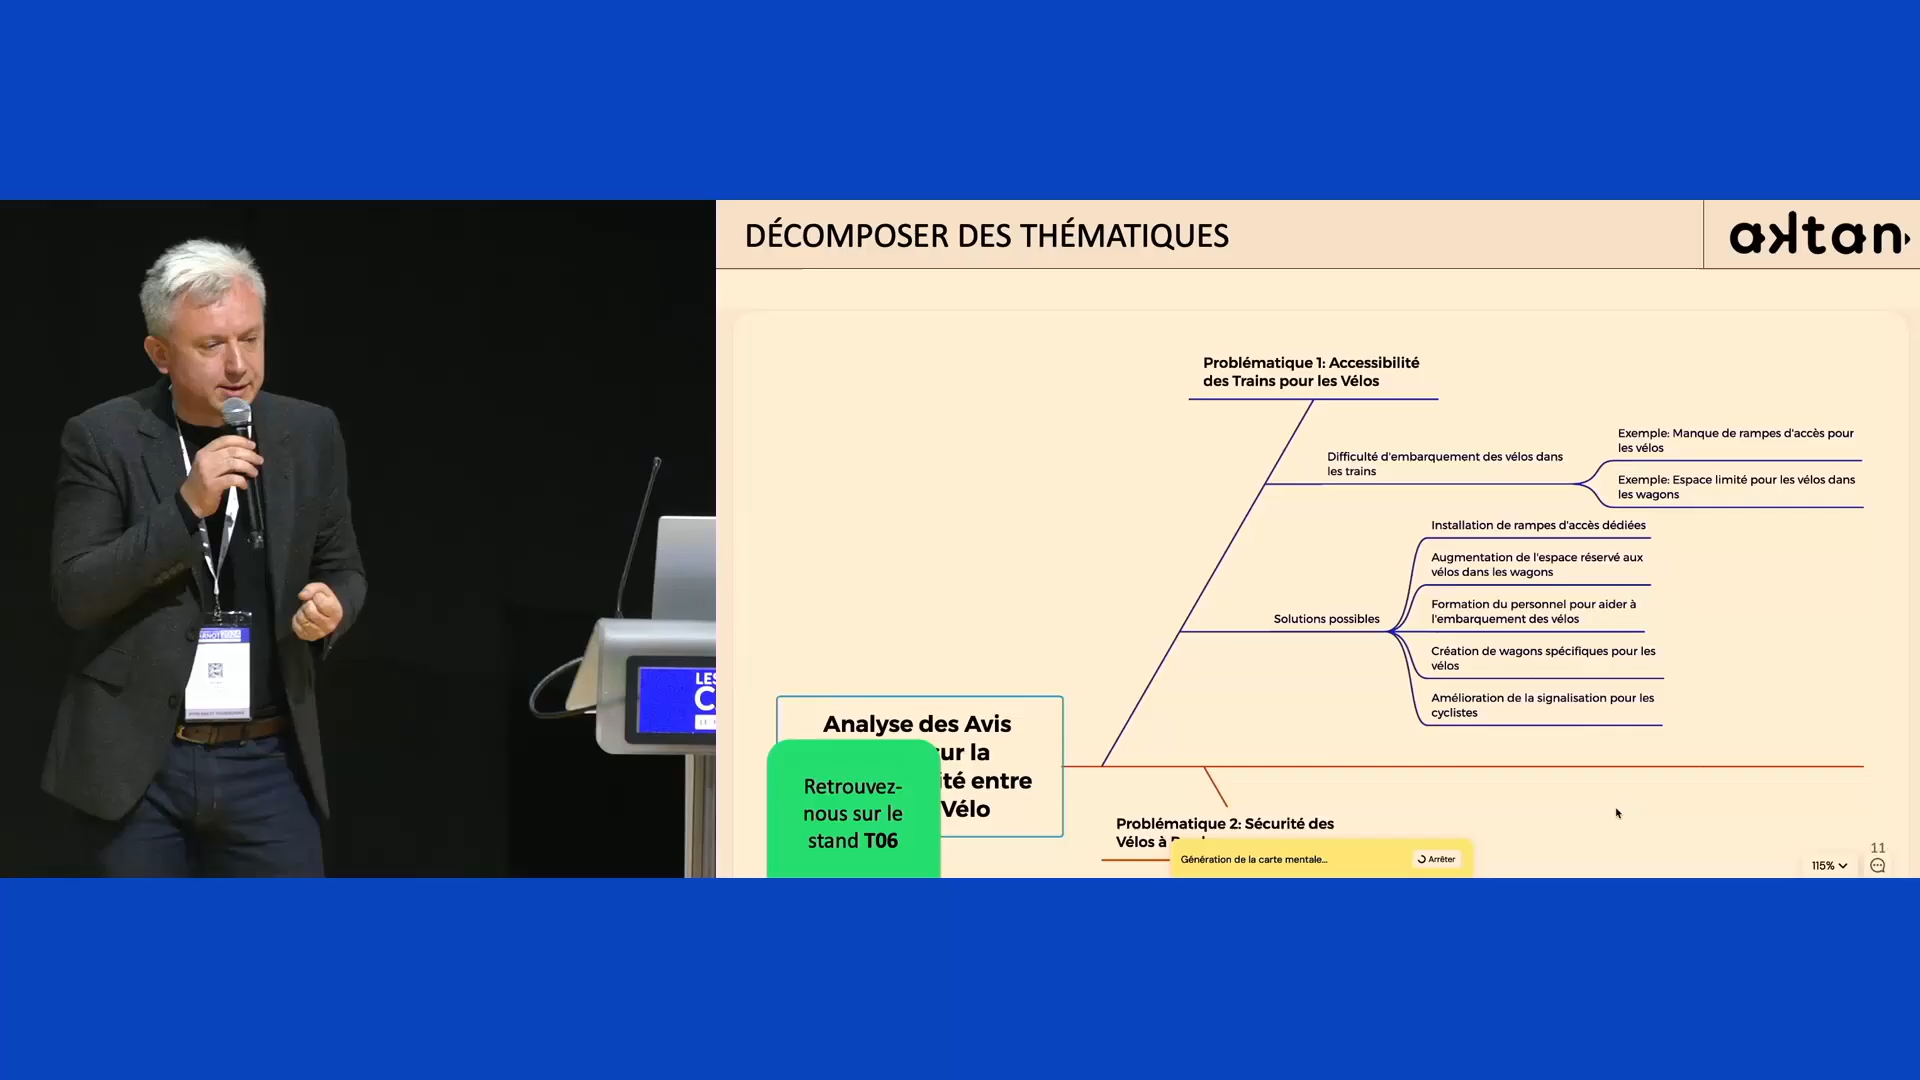 DÉCOMPOSER DES THÉMATIQUES
aktan
Problématique 1: Accessibilité
des Trains pour les Vélos
Exemple: Manque de rampes d'accès pour
les vélos
Difficulté d'embarquement des vélos dans
les trains
Exemple: Espace limité pour les vélos dans
les wagons
Installation de rampes d'accès dédiées
Augmentation de l'espace réservé aux
vélos dans les wagons
Formation du personnel pour aider à
l'embarquement des vélos
Solutions possibles
Création de wagons spécifiques pour les
vélos
Amélioration de la signalisation pour les
cyclistes
Analyse des Avis
sur la
ité entre
Vélo
Retrouvez-
nous sur le
stand T06
Problématique 2: Sécurité des
Vélos à
Génération de la carte mentale...
Arrêter
11
115%
LES
C